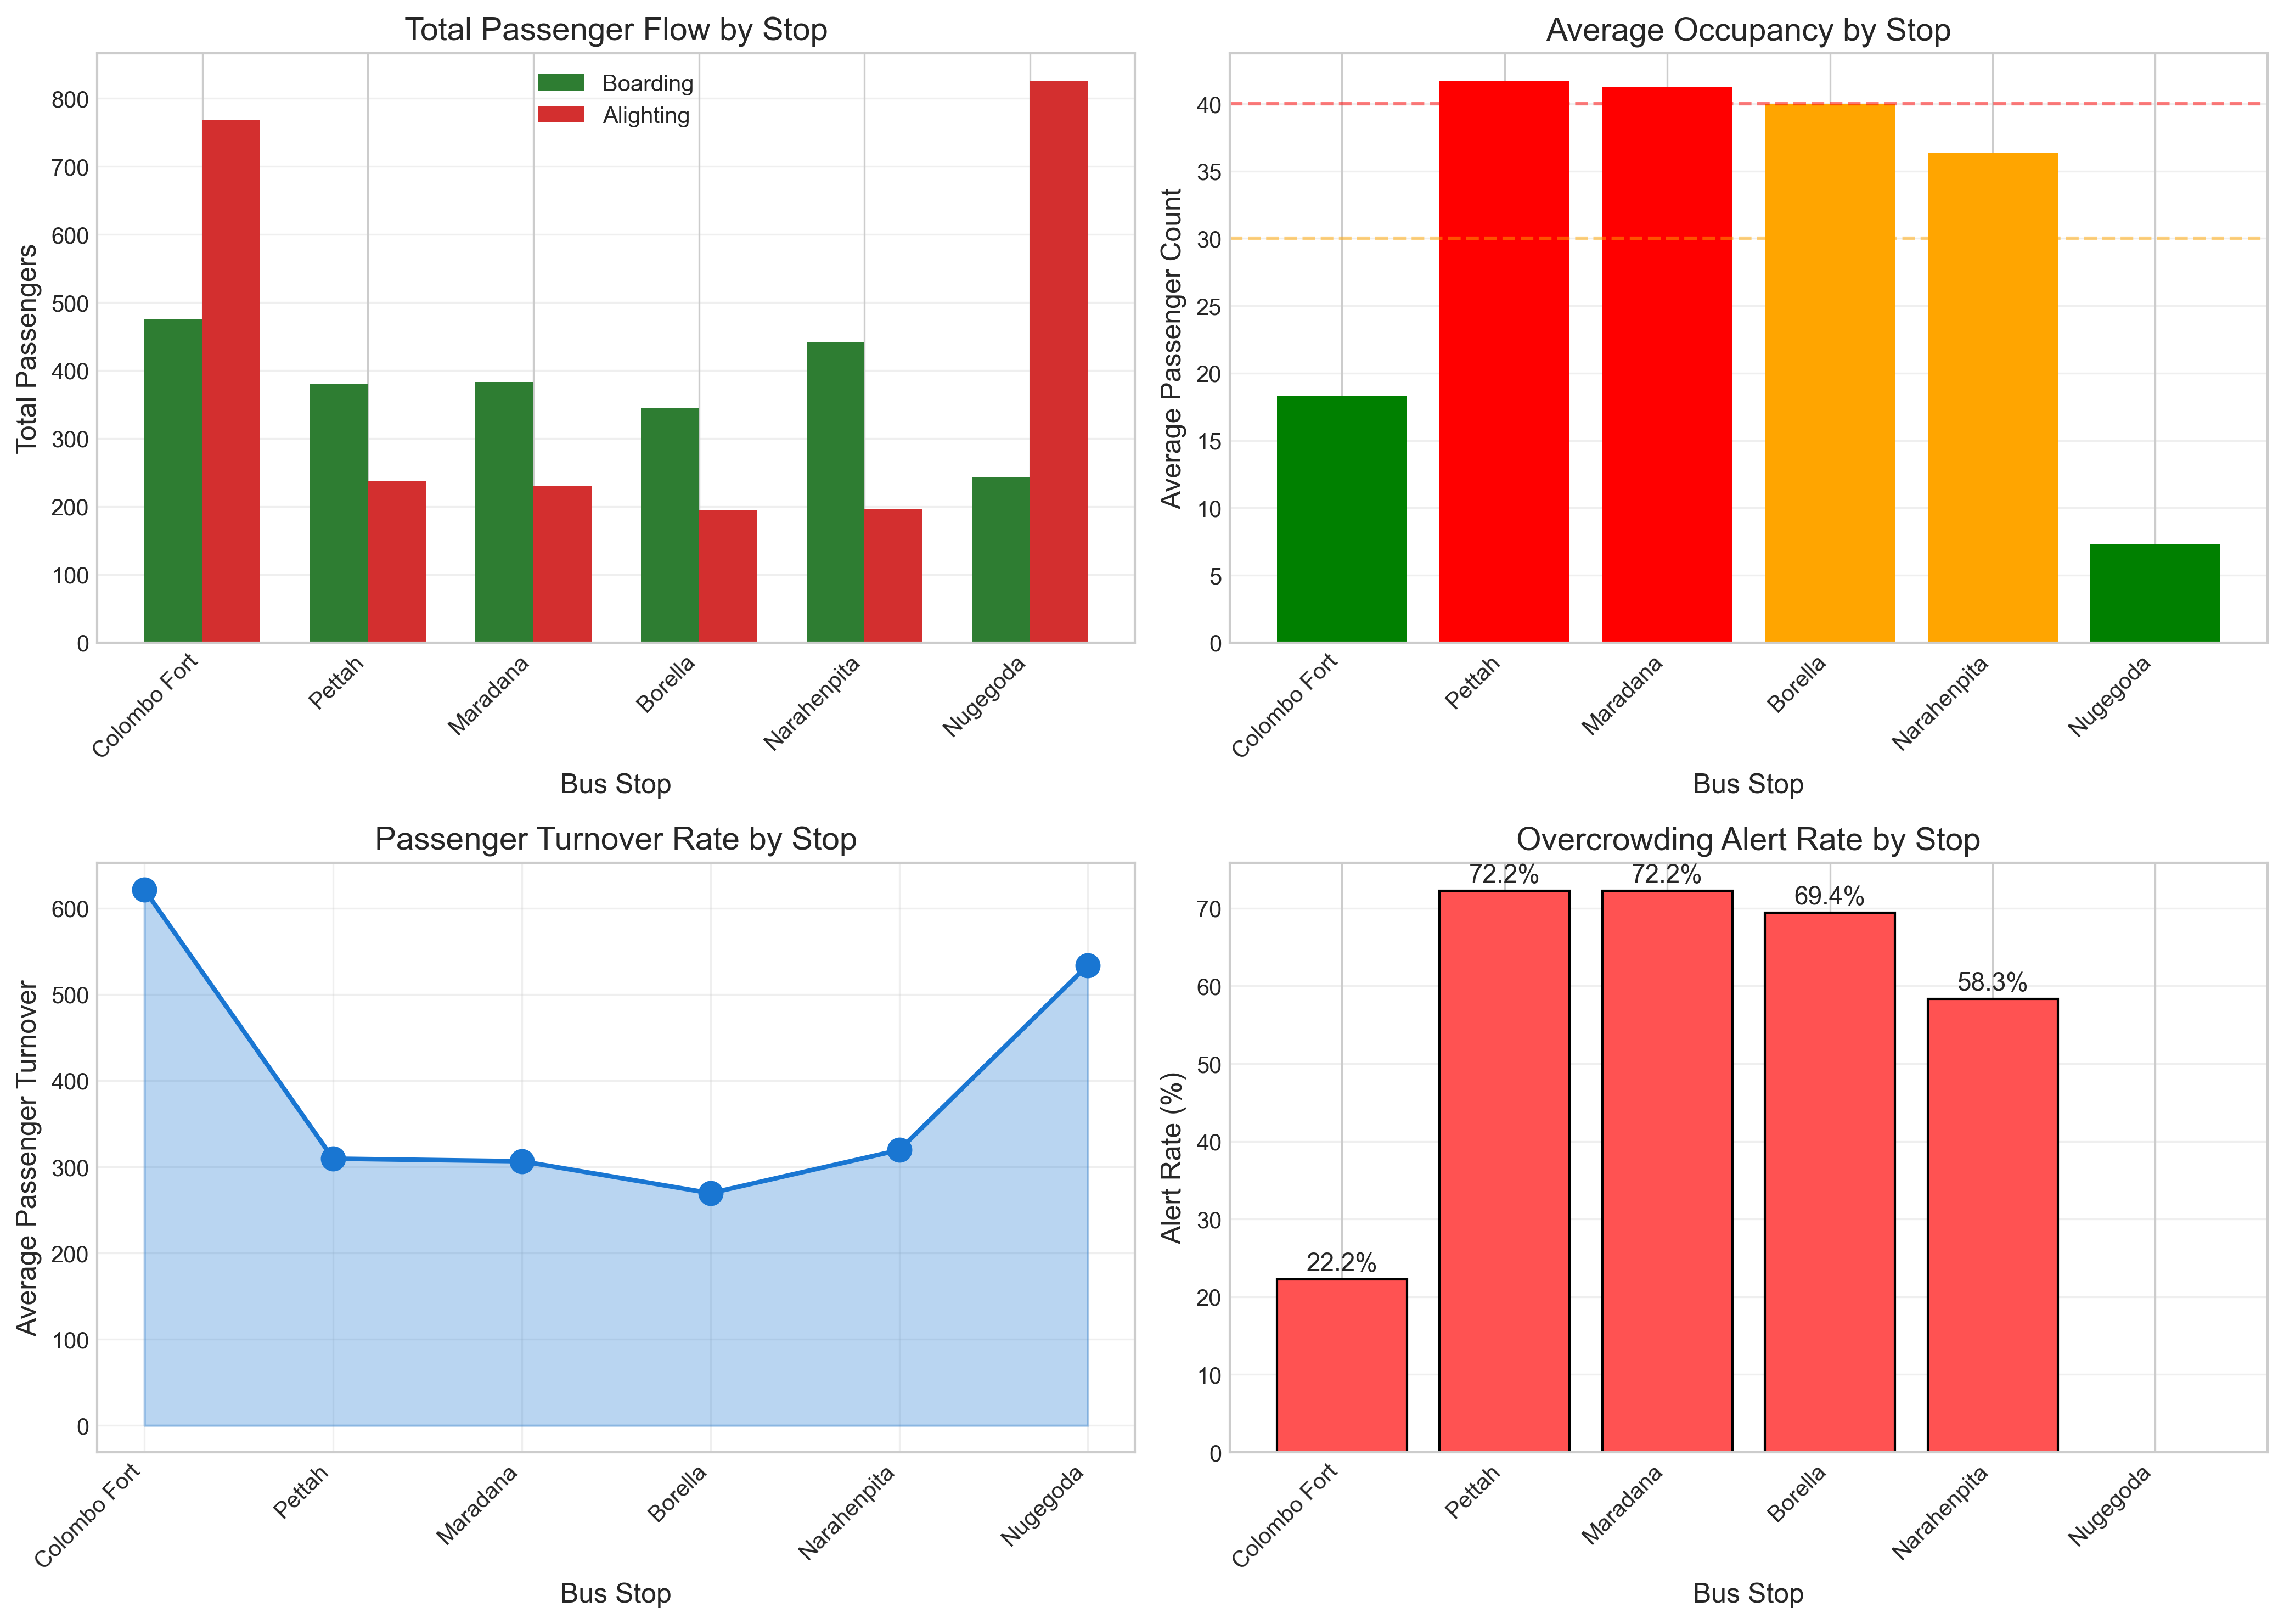 Total Passenger Flow by Stop
Total Passengers
800
700
600
500
400
300
200
100
0
Boarding
Alighting
Colombo Fort
Pettah
Maradana
Borella
Narahenpita
Nugegoda
Bus Stop
Average Occupancy by Stop
Average Passenger Count
40
35
30
25
20
15
10
5
0
Colombo Fort
Pettah
Maradana
Borella
Narahenpita
Nugegoda
Bus Stop
Passenger Turnover Rate by Stop
Average Passenger Turnover
600
500
400
300
200
100
0
Colombo Fort
Pettah
Maradana
Borella
Narahenpita
Nugegoda
Bus Stop
Overcrowding Alert Rate by Stop
Alert Rate (%)
70
60
50
40
30
20
10
0
22.2%
72.2%
72.2%
69.4%
58.3%
Colombo Fort
Pettah
Maradana
Borella
Narahenpita
Nugegoda
Bus Stop